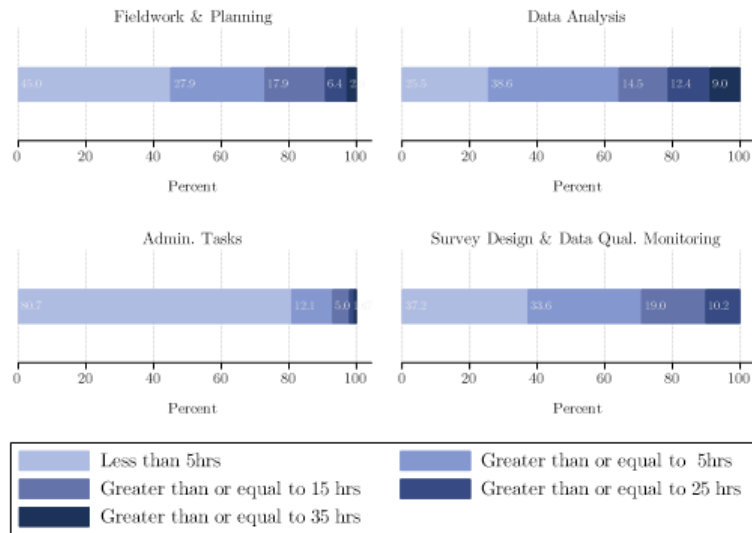 Fieldwork & Planning Data Analysis
45.0 27.9 17.9 6.4 25.5 38.6 14.5 12.4 9.0
0 20 40 60 80 100 0 20 40 60 80 100
Percent Percent
Admin. Tasks Survey Design & Data Qual. Monitoring
80.7 12.1 5.0 37.2 33.6 19.0 10.2
0 20 40 60 80 100 0 20 40 60 80 100
Percent Percent
Less than 5hrs Greater than or equal to 5hrs
Greater than or equal to 15 hrs Greater than or equal to 25 hrs
Greater than or equal to 35 hrs